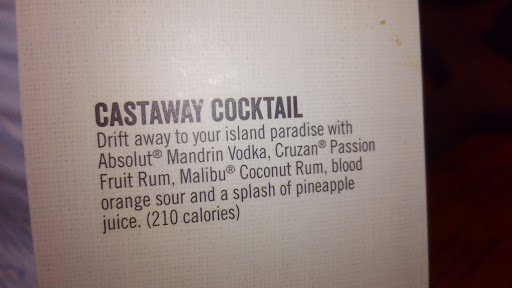 CASTAWAY COCKTAIL
Drift away to your island paradise with
Absolut® Mandrin Vodka, Cruzan® Passion
Fruit Rum, Malibu® Coconut Rum, blood
orange sour and a splash of pineapple
juice. (210 calories)